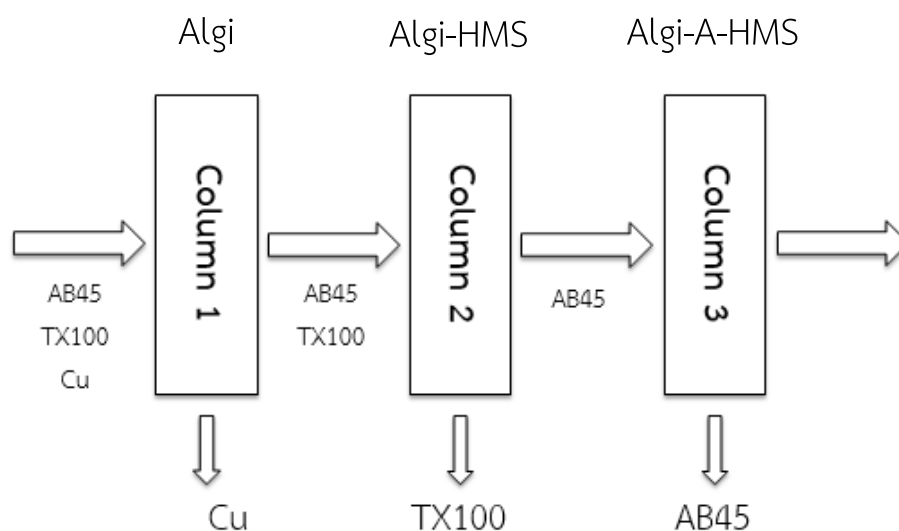 Algi
Algi-HMS
Algi-A-HMS
Column 1
Column 2
Column 3
AB45
TX100
Cu
AB45
TX100
AB45
Cu
TX100
AB45